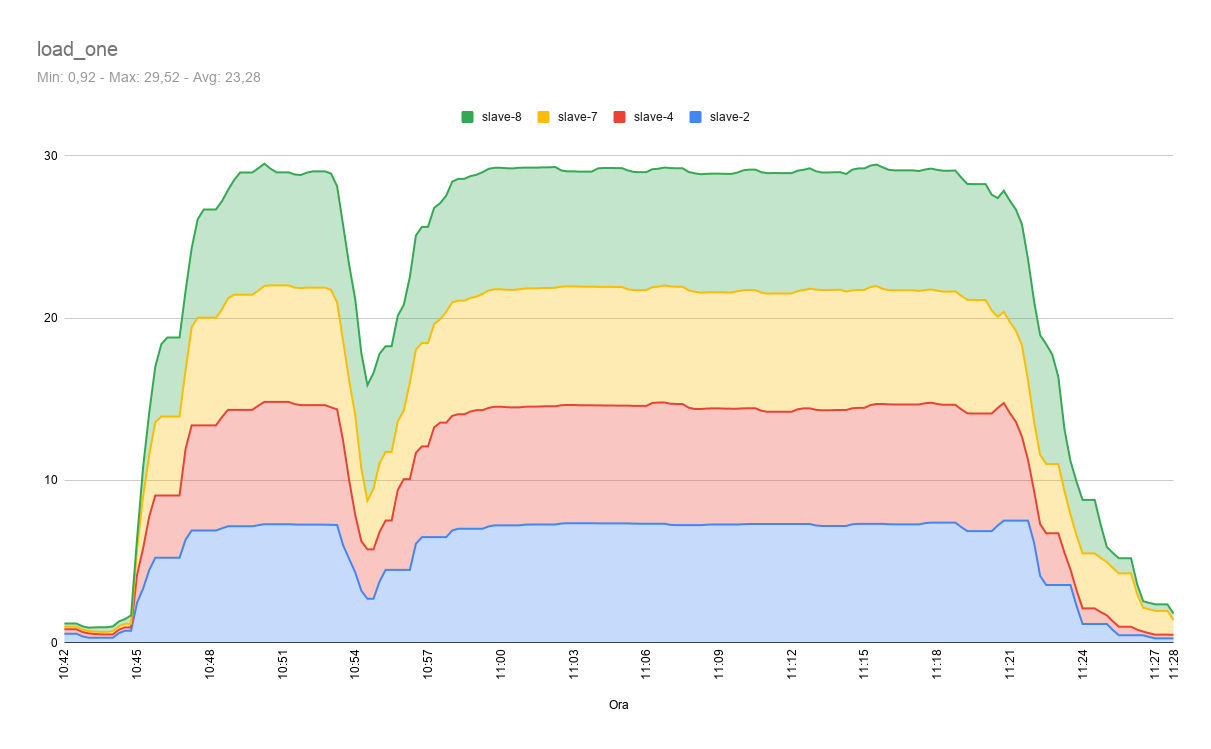 load_one
Min: 0,92 - Max: 29,52 - Avg: 23,28
slave-8 slave-7 slave-4 slave-2
30
20
10
0
10:42 10:45 10:48 10:51 10:54 10:57 11:00 11:03 11:06 11:09 11:12 11:15 11:18 11:21 11:24 11:27 11:28
Ora